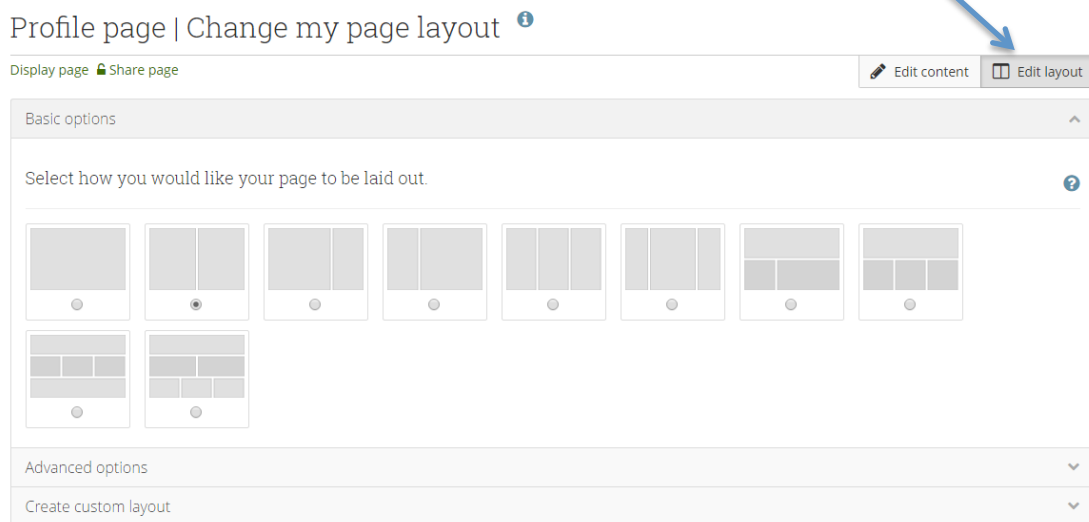 Profile page | Change my page layout
Display page Share page
Edit content
Edit layout
Basic options
Select how you would like your page to be laid out.
Advanced options
Create custom layout